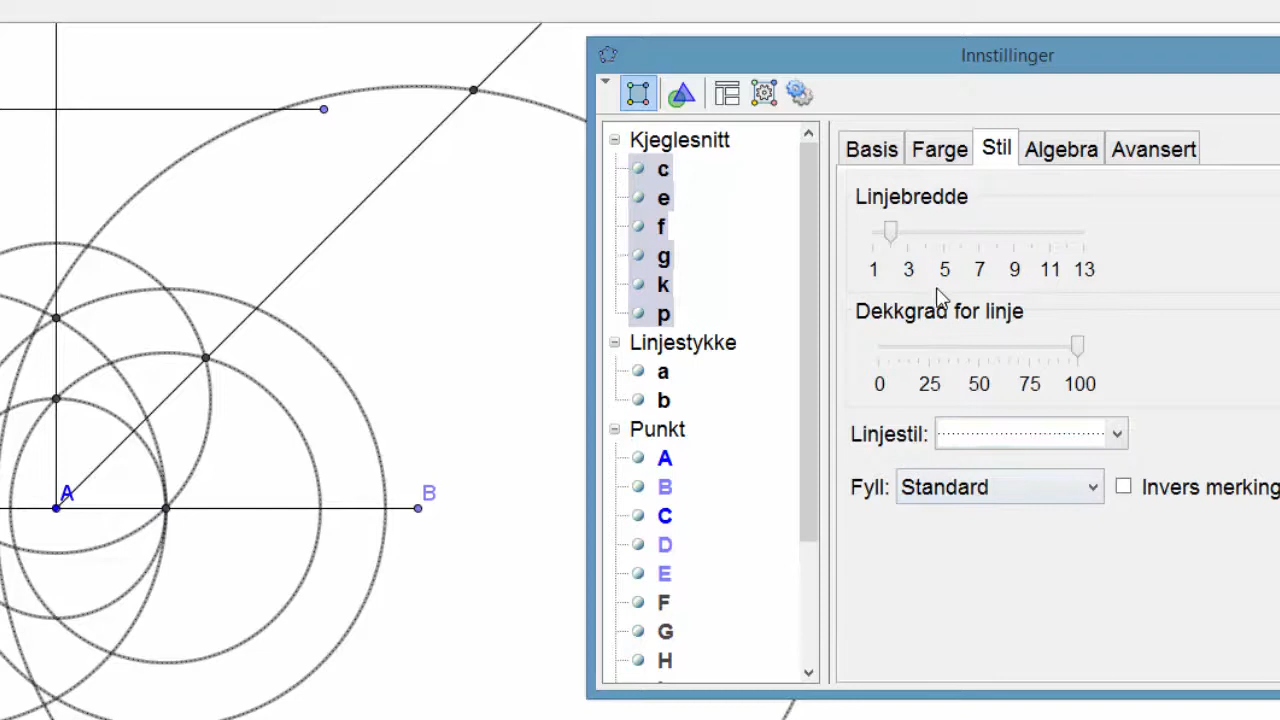 Innstillinger
Kjeglesnitt
c
e
f
g
k
p
Linjestykke
a
b
Punkt
A
B
C
D
E
F
G
H
Basis Farge Stil Algebra Avansert
Linjebredde
1 3 5 7 9 11 13
Dekkgrad for linje
0 25 50 75 100
Linjestil:
Fyll: Standard Invers merking
A
B